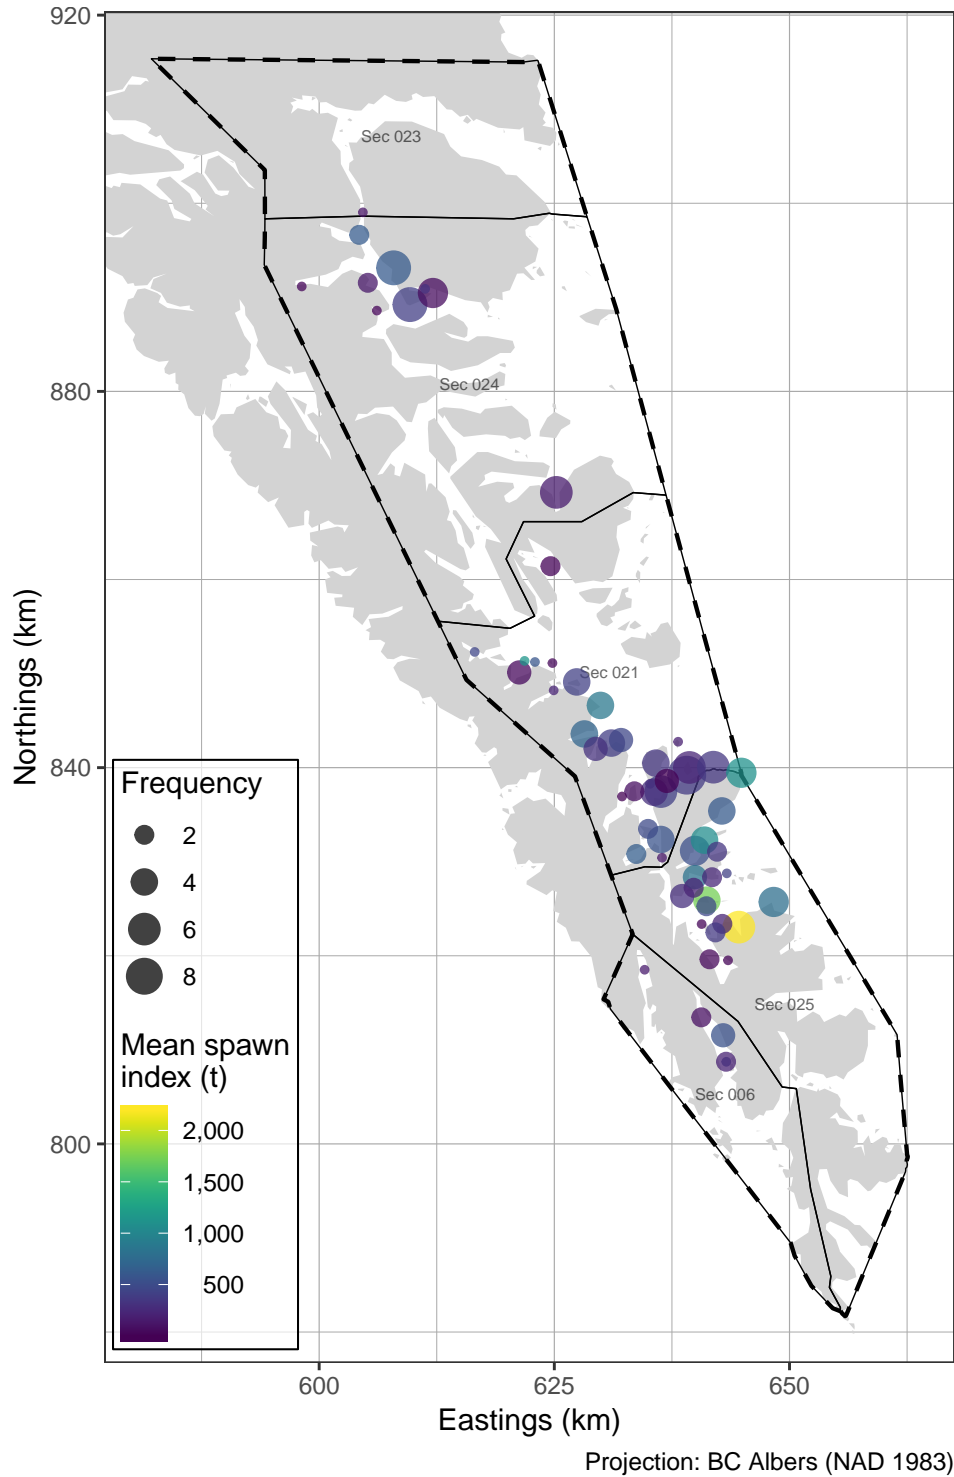 920
Sec 023
880
Sec 024
Northings (km)
Sec 021
840
Frequency
2
4
6
8
Sec 025
Mean spawn
index (t)
Sec 006
2,000
800
1,500
1,000
500
600
625
650
Eastings (km)
Projection: BC Albers (NAD 1983)